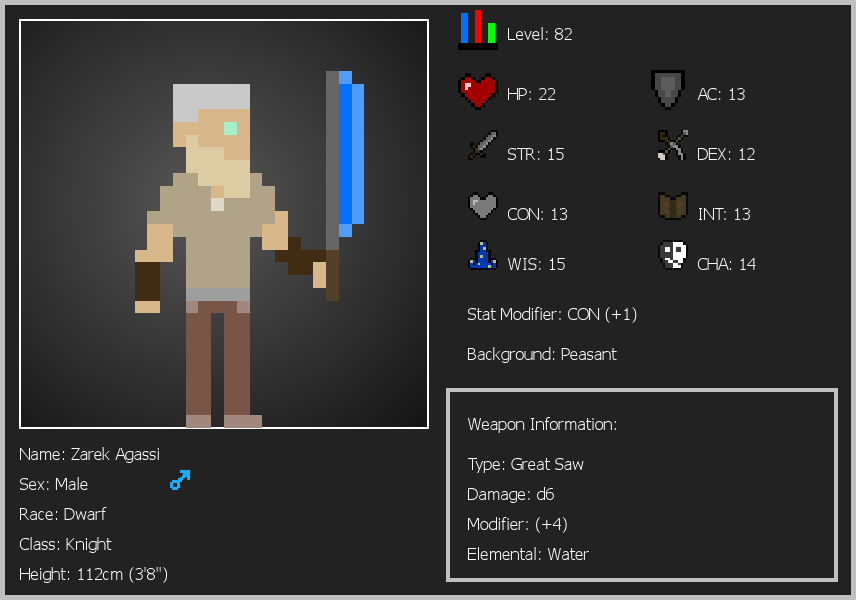 Level: 82
HP: 22
AC: 13
STR: 15
DEX: 12
CON: 13
INT: 13
WIS: 15
CHA: 14
Stat Modifier: CON (+1)
Background: Peasant
Weapon Information:
Type: Great Saw
Damage: d6
Modifier: (+4)
Elemental: Water
Name: Zarek Agassi
Sex: Male
Race: Dwarf
Class: Knight
Height: 112cm (3'8")